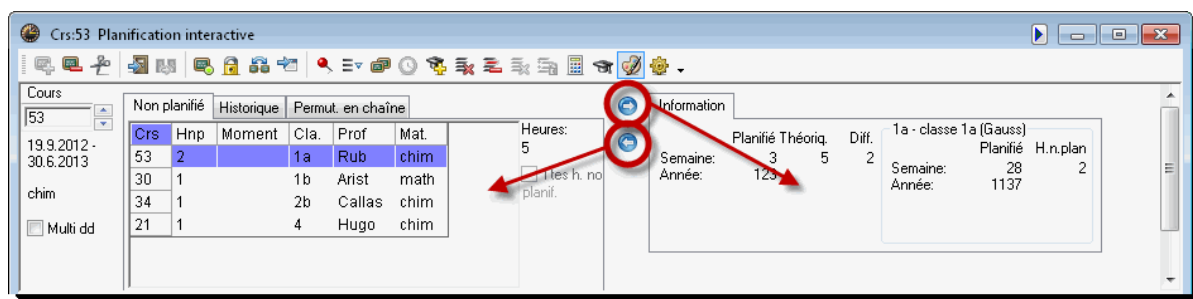 Crs:53 Planification interactive
Cours
53
19.9.2012 -
30.6.2013
chim
Multi dd
Non planifié Historique Permut. en chaîne
Crs Hnp Moment Cla. Prof Mat.
53 2 1a Rub chim
30 1 1b Arist math
34 1 2b Callas chim
21 1 4 Hugo chim
Heures:
5
Ttes h. no
planif.
Information
Planifié Théoriq. Diff.
Semaine: 3 5 2
Année: 123
1a - classe 1a (Gauss)
Planifié H.n.plan
Semaine: 28 2
Année: 1137